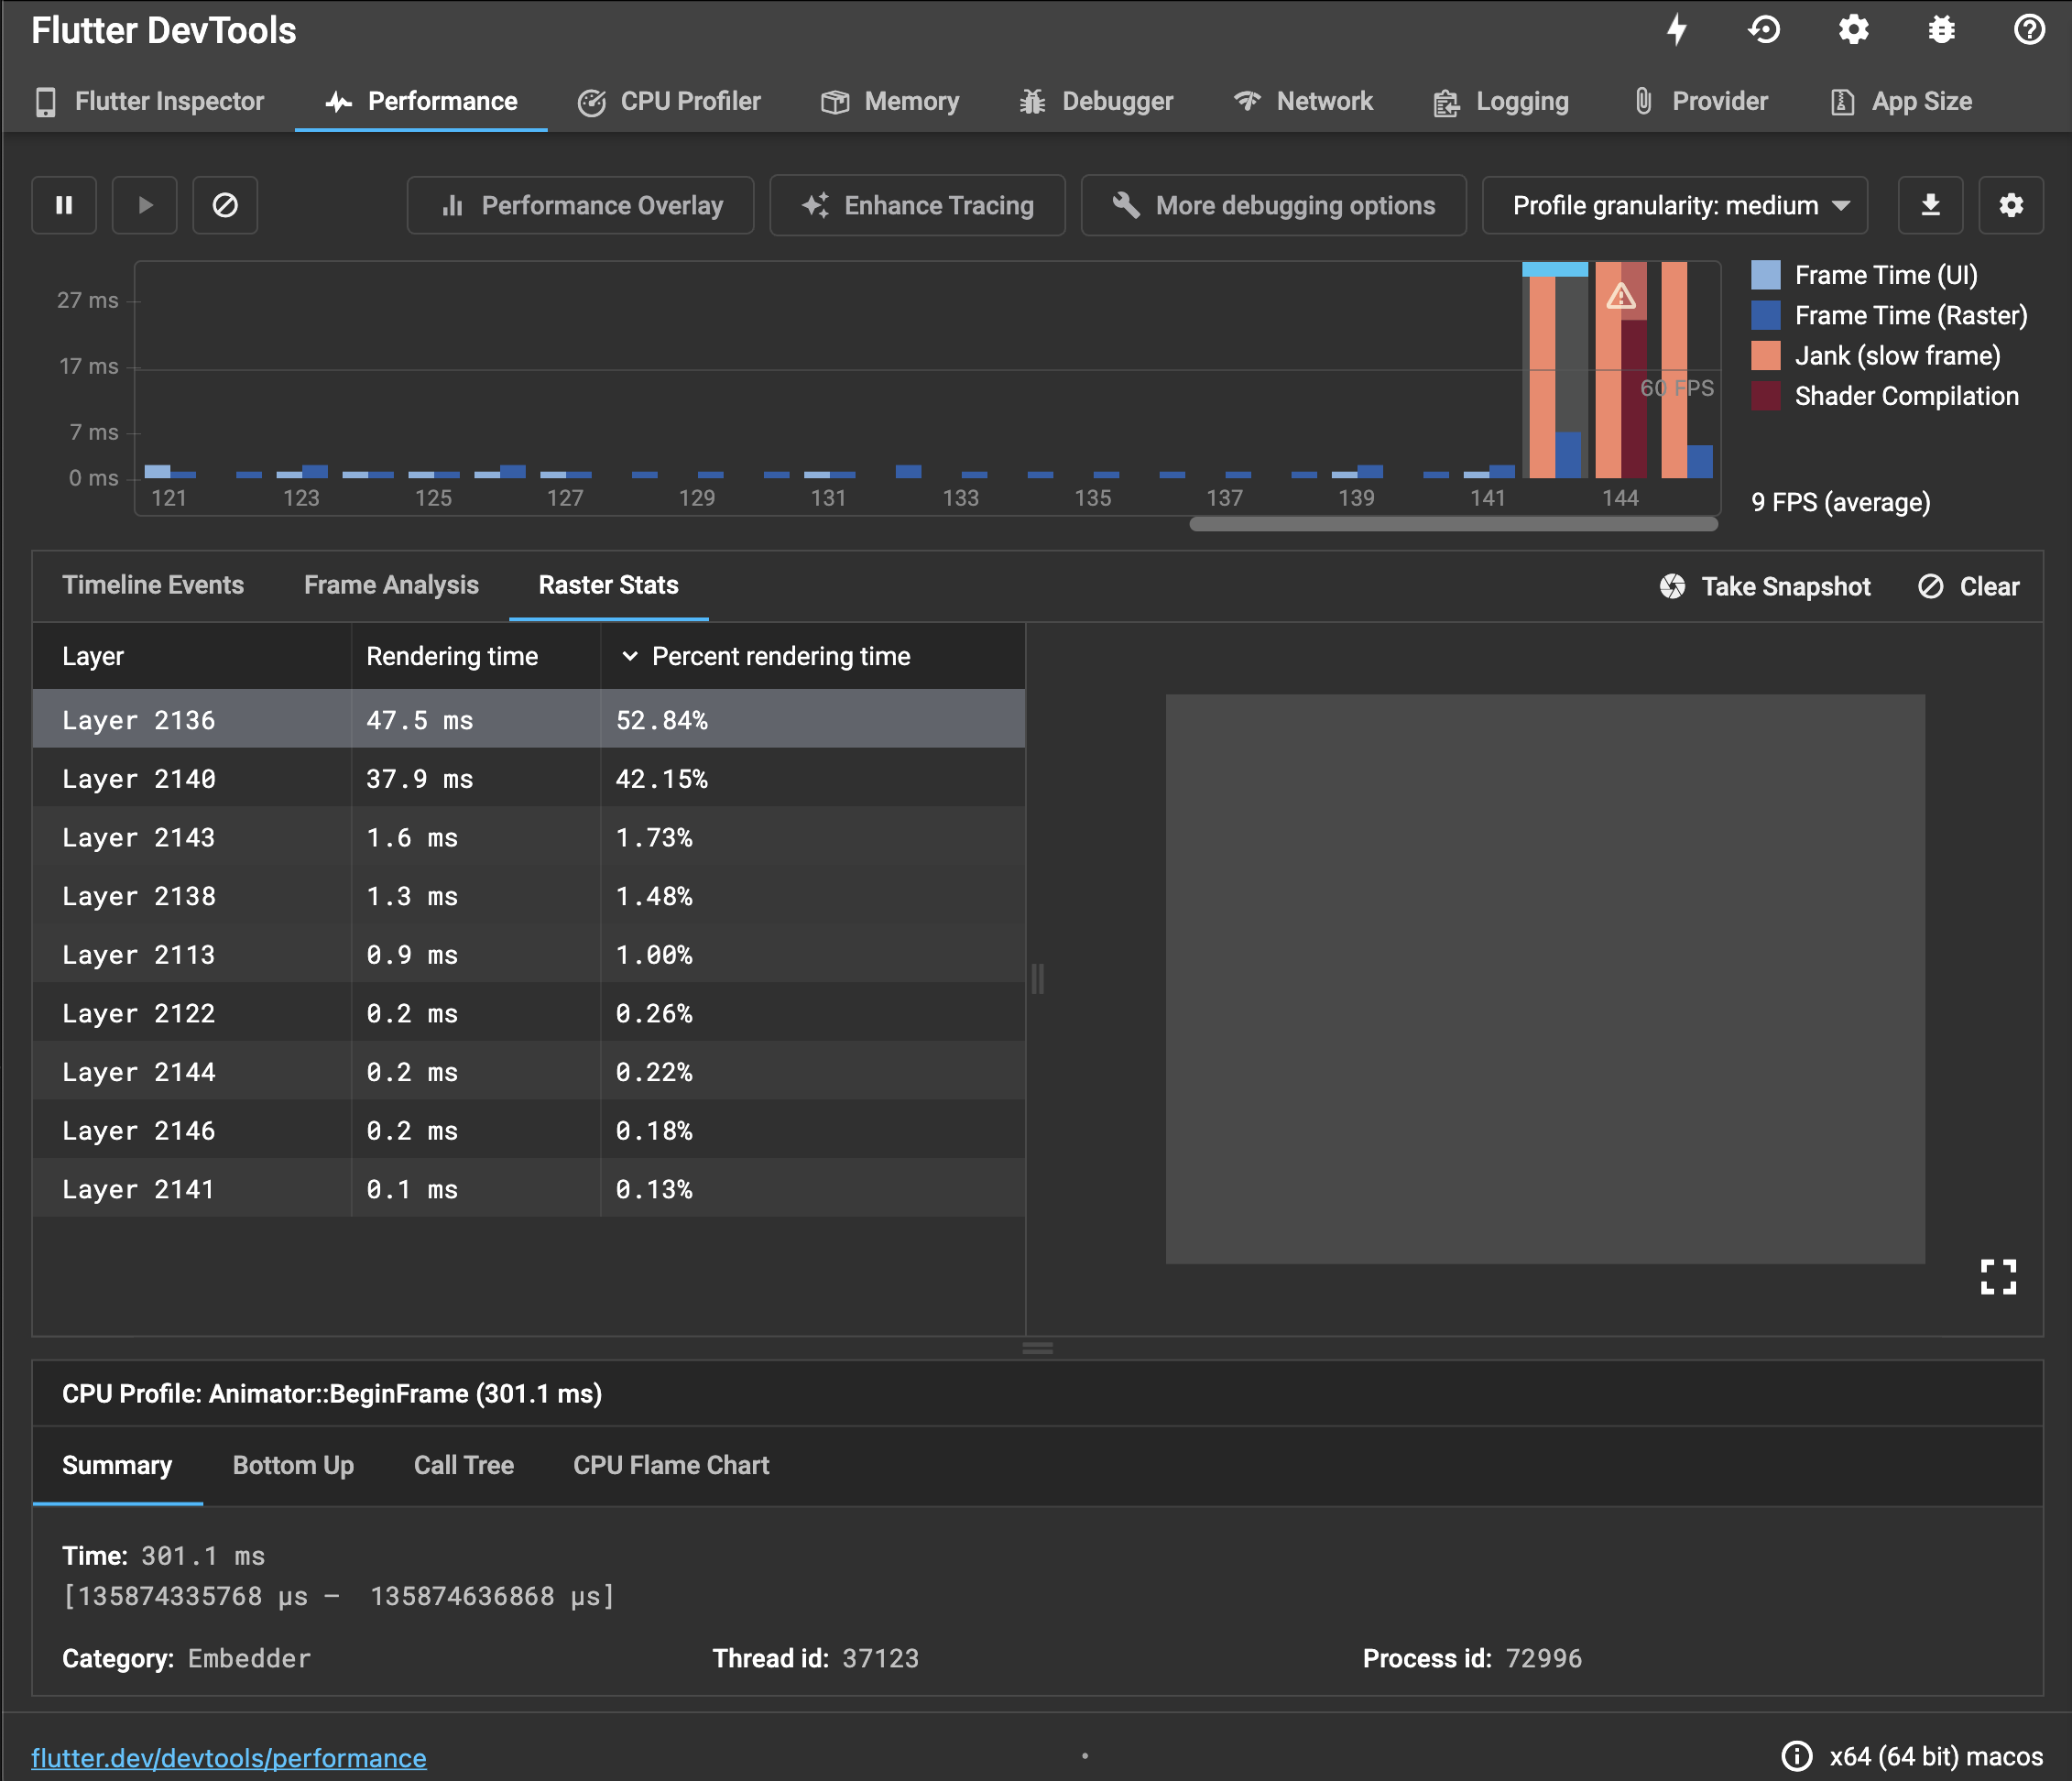 Flutter DevTools
Flutter Inspector Performance CPU Profiler Memory Debugger Network Logging Provider App Size
Performance Overlay Enhance Tracing More debugging options Profile granularity: medium
27 ms
17 ms
7 ms
0 ms
60 FPS
121 123 125 127 129 131 133 135 137 139 141 144
Frame Time (UI)
Frame Time (Raster)
Jank (slow frame)
Shader Compilation
9 FPS (average)
Timeline Events Frame Analysis Raster Stats Take Snapshot Clear
Layer Rendering time Percent rendering time
Layer 2136 47.5 ms 52.84%
Layer 2140 37.9 ms 42.15%
Layer 2143 1.6 ms 1.73%
Layer 2138 1.3 ms 1.48%
Layer 2113 0.9 ms 1.00%
Layer 2122 0.2 ms 0.26%
Layer 2144 0.2 ms 0.22%
Layer 2146 0.2 ms 0.18%
Layer 2141 0.1 ms 0.13%
CPU Profile: Animator::BeginFrame (301.1 ms)
Summary Bottom Up Call Tree CPU Flame Chart
Time: 301.1 ms
[135874335768 µs – 135874636868 µs]
Category: Embedder Thread id: 37123 Process id: 72996
flutter.dev/devtools/performance • x64 (64 bit) macos